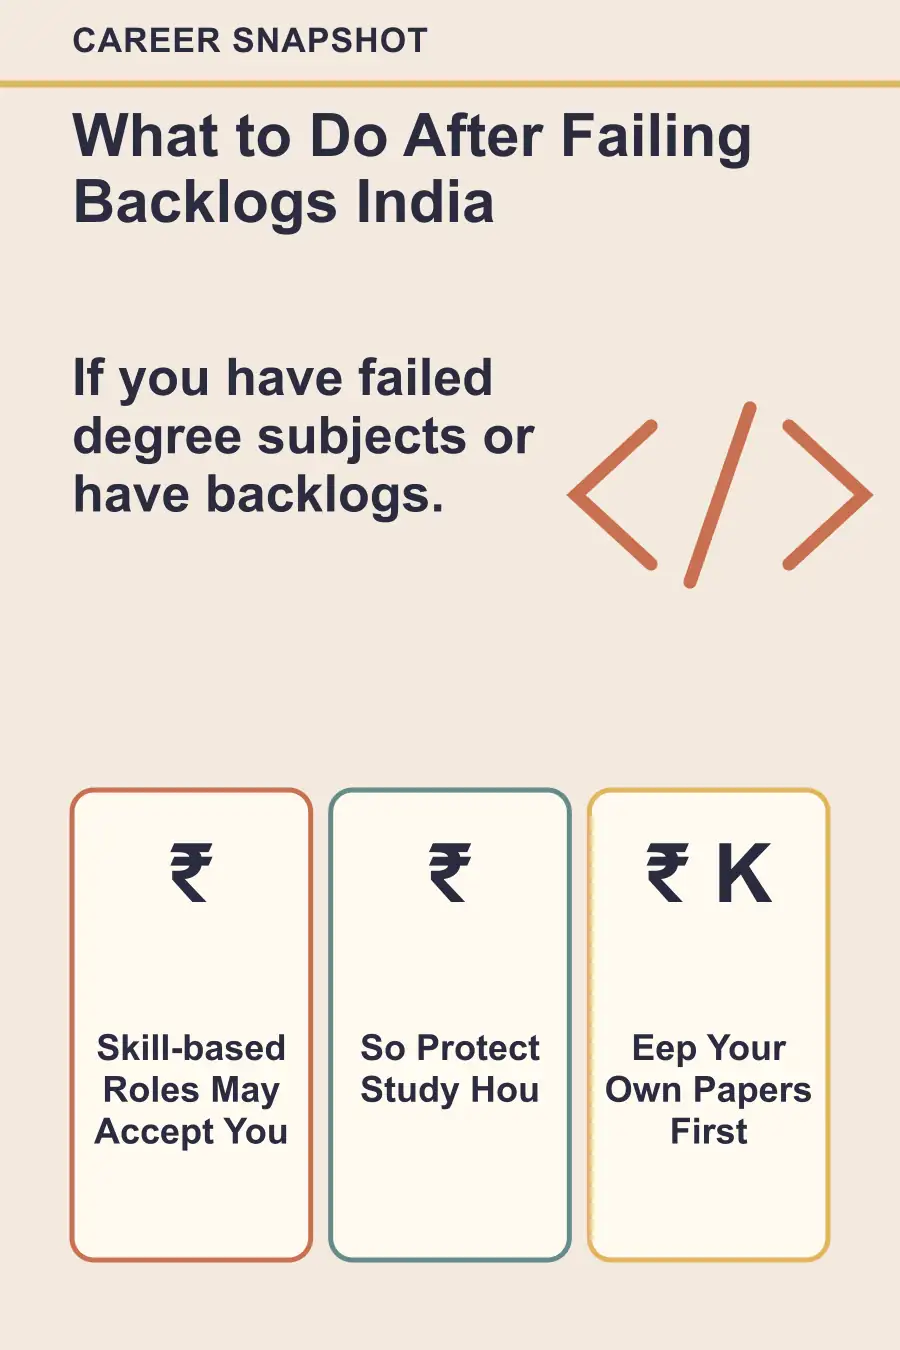 CAREER SNAPSHOT
What to Do After Failing
Backlogs India
If you have failed
degree subjects or
have backlogs.
</>
₹
Skill-based
Roles May
Accept You
₹
So Protect
Study Hou
₹ K
Eep Your
Own Papers
First